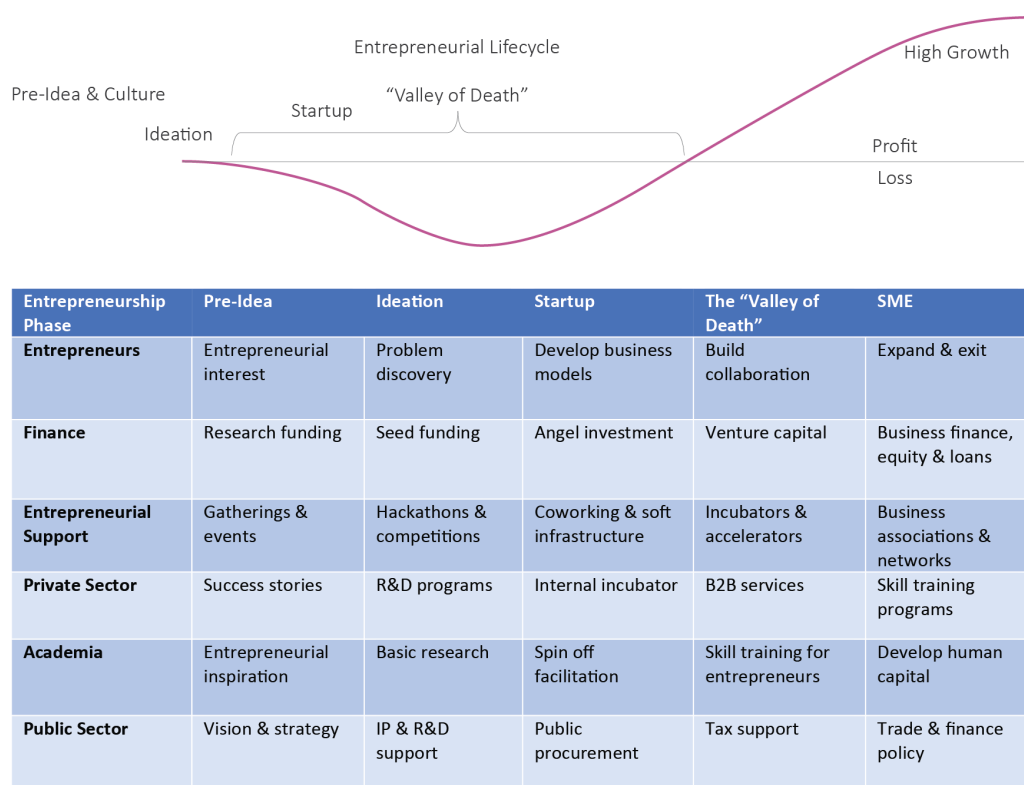 Entrepreneurial Lifecycle
High Growth
Pre-Idea & Culture
“Valley of Death”
Startup
Ideation
Profit
Loss
Entrepreneurship
Phase
Pre-Idea
Ideation
Startup
The “Valley of
Death”
SME
Entrepreneurs
Entrepreneurial
interest
Problem
discovery
Develop business
models
Build
collaboration
Expand & exit
Finance
Research funding
Seed funding
Angel investment
Venture capital
Business finance,
equity & loans
Entrepreneurial
Support
Gatherings &
events
Hackathons &
competitions
Coworking & soft
infrastructure
Incubators &
accelerators
Business
associations &
networks
Private Sector
Success stories
R&D programs
Internal incubator
B2B services
Skill training
programs
Academia
Entrepreneurial
inspiration
Basic research
Spin off
facilitation
Skill training for
entrepreneurs
Develop human
capital
Public Sector
Vision & strategy
IP & R&D
support
Public
procurement
Tax support
Trade & finance
policy